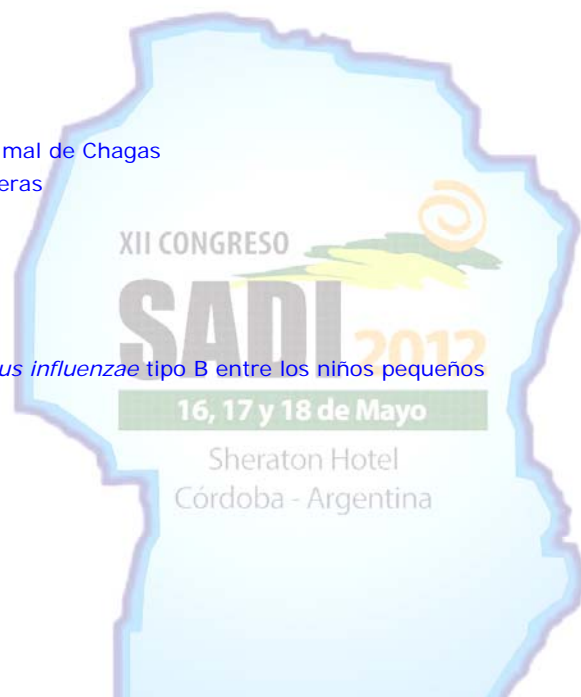 mal de Chagas
eras
XII CONGRESO
SADI 2012
us influenzae tipo B entre los niños pequeños
16, 17 y 18 de Mayo
Sheraton Hotel
Córdoba - Argentina